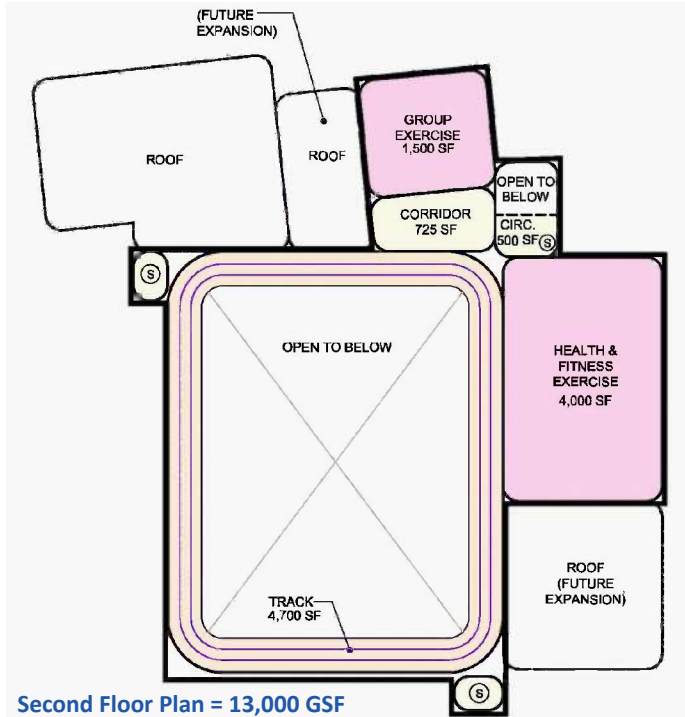 (FUTURE
EXPANSION)
ROOF
ROOF
GROUP
EXERCISE
1,500 SF
CORRIDOR
725 SF
OPEN TO
BELOW
CIRC.
500 SF
S
S
OPEN TO BELOW
HEALTH &
FITNESS
EXERCISE
4,000 SF
ROOF
(FUTURE
EXPANSION)
TRACK
4,700 SF
S
Second Floor Plan = 13,000 GSF